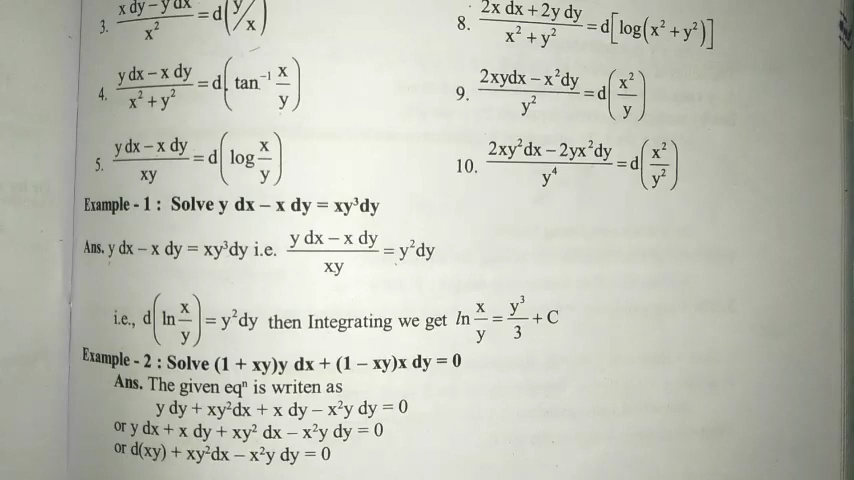 3. x dy – y dx / x² = d(y/x)
4. y dx – x dy / x² + y² = d(tan⁻¹ x/y)
5. y dx – x dy / xy = d(log x/y)
8. 2x dx + 2y dy / x² + y² = d[log(x² + y²)]
9. 2xydx – x²dy / y² = d(x²/y)
10. 2xy²dx – 2yx²dy / y⁴ = d(x²/y²)
Example - 1 : Solve y dx – x dy = xy³dy
Ans. y dx – x dy = xy³dy i.e. y dx – x dy / xy = y²dy
i.e., d(ln x/y) = y²dy then Integrating we get ln x/y = y³/3 + C
Example - 2 : Solve (1 + xy)y dx + (1 – xy)x dy = 0
Ans. The given eqⁿ is writen as
y dy + xy²dx + x dy – x²y dy = 0
or y dx + x dy + xy² dx – x²y dy = 0
or d(xy) + xy²dx – x²y dy = 0